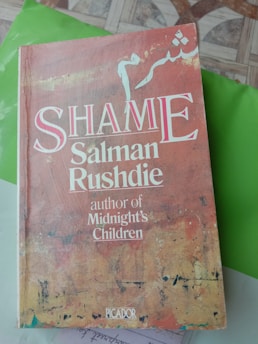 شرم
SHAME
Salman
Rushdie
author of
Midnight's
Children
PICADOR